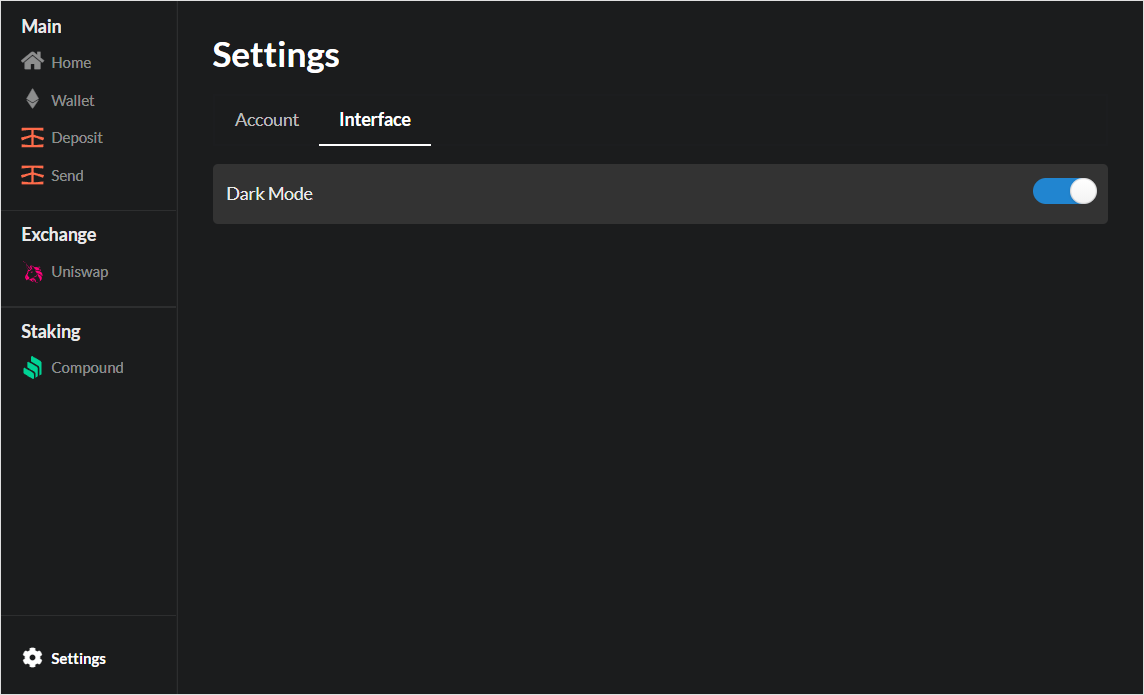 Main
Home
Wallet
Deposit
Send
Exchange
Uniswap
Staking
Compound
Settings
Settings
Account
Interface
Dark Mode